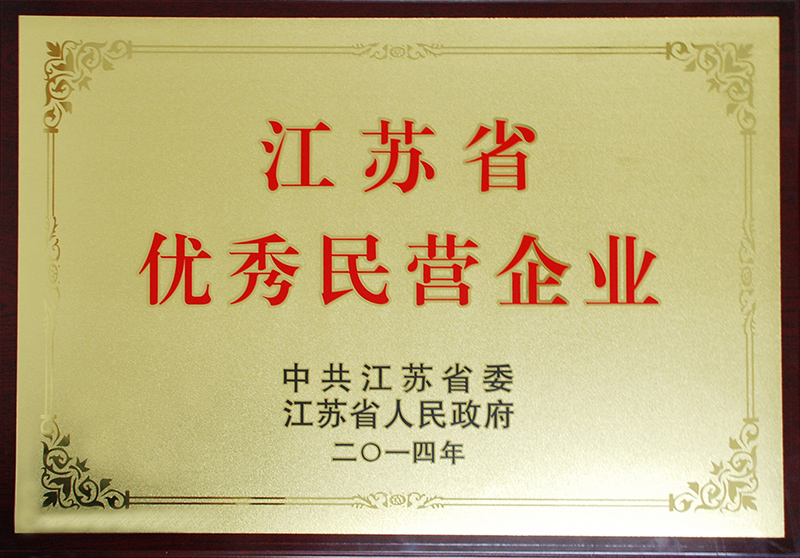 江苏省
优秀民营企业
中共江苏省委
江苏省人民政府
二〇一四年